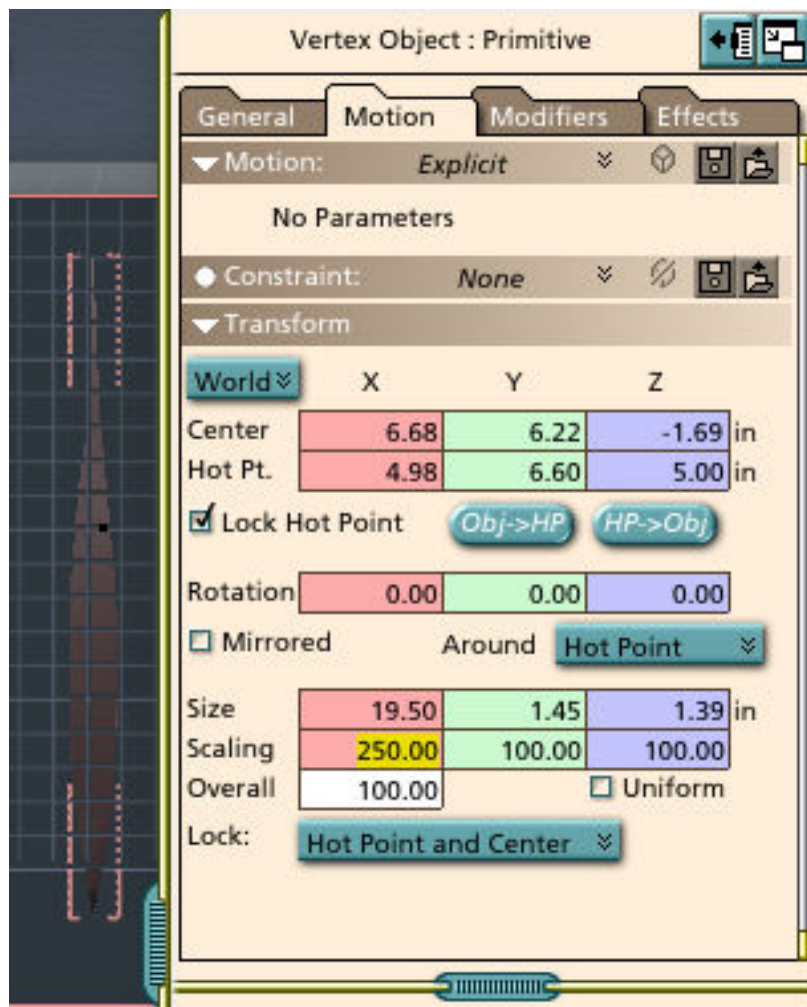 Vertex Object : Primitive
General Motion Modifiers Effects
Motion: Explicit
No Parameters
Constraint: None
Transform
World X Y Z
Center 6.68 6.22 -1.69 in
Hot Pt. 4.98 6.60 5.00 in
Lock Hot Point Obj->HP HP->Obj
Rotation 0.00 0.00 0.00
Mirrored Around Hot Point
Size 19.50 1.45 1.39 in
Scaling 250.00 100.00 100.00
Overall 100.00 Uniform
Lock: Hot Point and Center